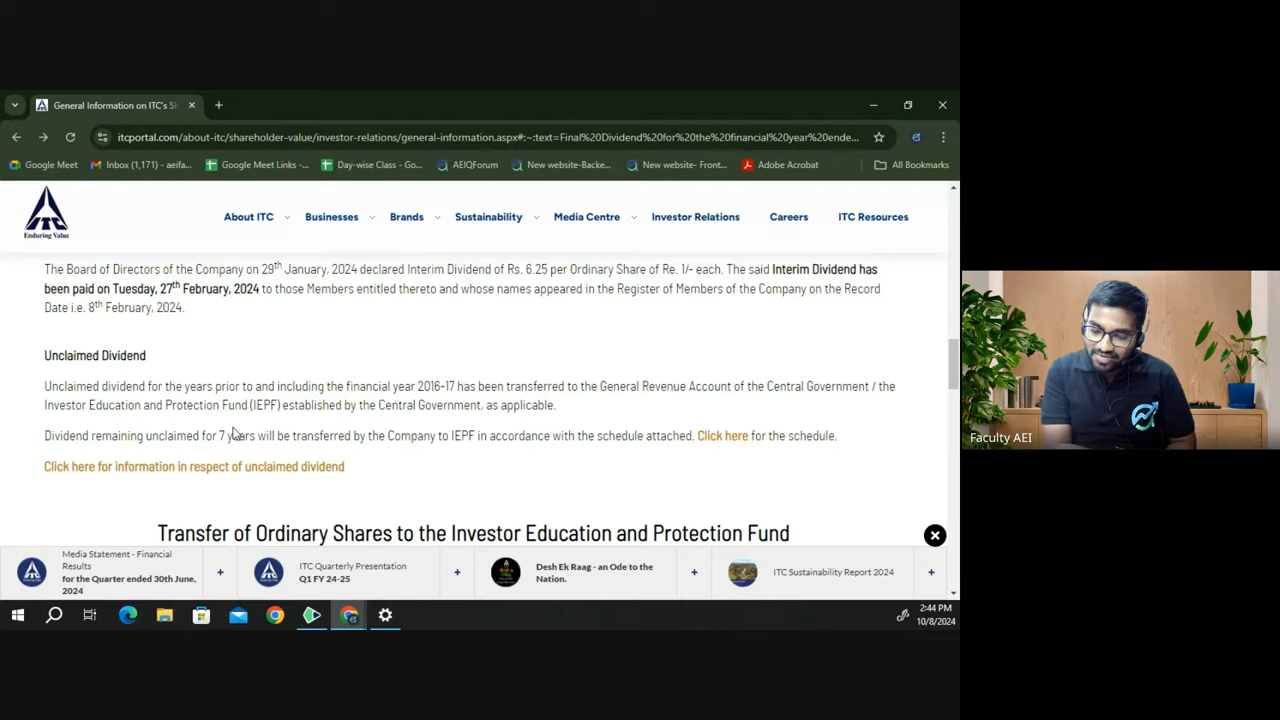 General Information on ITC's Sh
itcportal.com/about-itc/shareholder-value/investor-relations/general-information.aspx#:~:text=Final%20Dividend%20for%20the%20financial%20year%20ende...
Google Meet
Inbox (1,171) - aeifa...
Google Meet Links -...
Day-wise Class - Go...
AEIQForum
New website-Backe...
New website- Front...
Adobe Acrobat
All Bookmarks
ITC
Enduring Value
About ITC
Businesses
Brands
Sustainability
Media Centre
Investor Relations
Careers
ITC Resources
The Board of Directors of the Company on 29th January, 2024 declared Interim Dividend of Rs. 6.25 per Ordinary Share of Re. 1/- each. The said Interim Dividend has
been paid on Tuesday, 27th February, 2024 to those Members entitled thereto and whose names appeared in the Register of Members of the Company on the Record
Date i.e. 8th February, 2024.
Unclaimed Dividend
Unclaimed dividend for the years prior to and including the financial year 2016-17 has been transferred to the General Revenue Account of the Central Government / the
Investor Education and Protection Fund (IEPF) established by the Central Government, as applicable.
Dividend remaining unclaimed for 7 years will be transferred by the Company to IEPF in accordance with the schedule attached. Click here for the schedule.
Click here for information in respect of unclaimed dividend
Transfer of Ordinary Shares to the Investor Education and Protection Fund
Media Statement - Financial
Results
for the Quarter ended 30th June,
2024
+
ITC Quarterly Presentation
Q1 FY 24-25
+
Desh Ek Raag - an Ode to the
Nation.
+
ITC Sustainability Report 2024
+
2:44 PM
10/8/2024
Faculty AEI